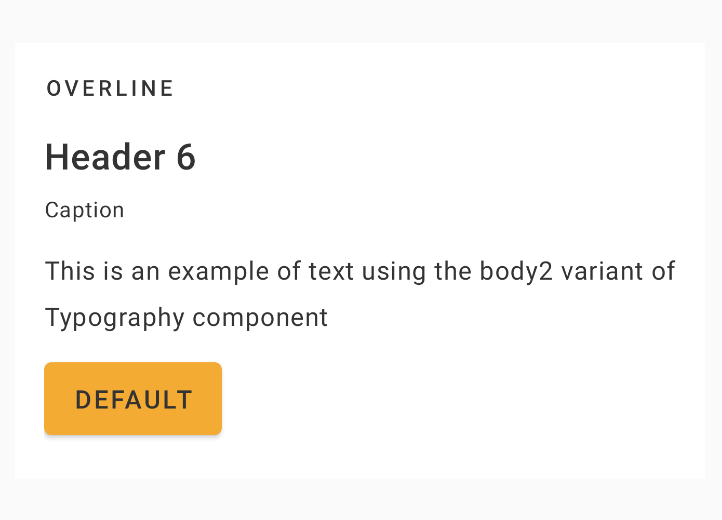 OVERLINE
Header 6
Caption
This is an example of text using the body2 variant of
Typography component
DEFAULT